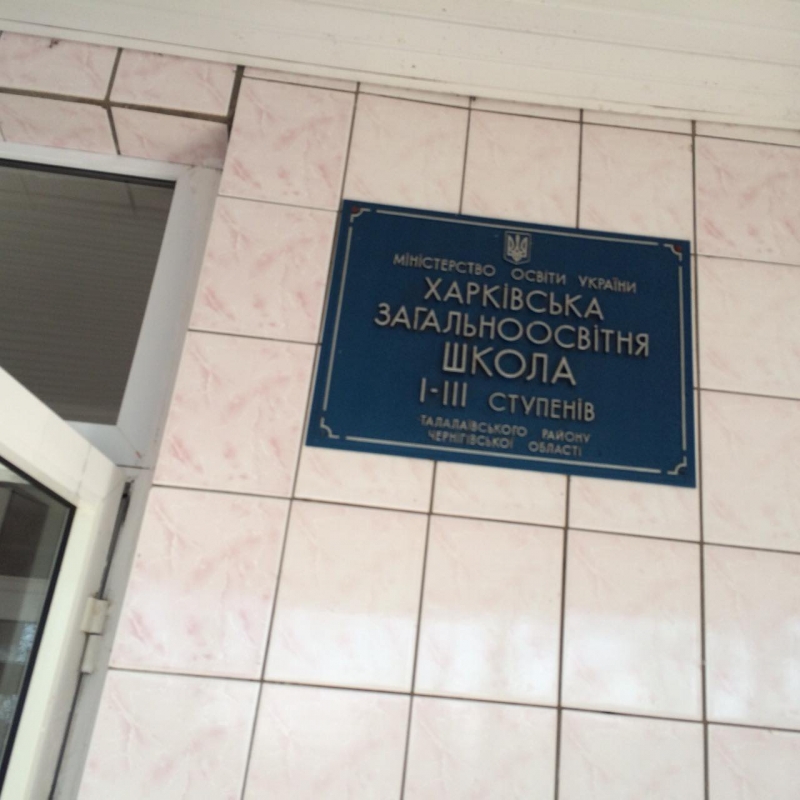 МІНІСТЕРСТВО ОСВІТИ УКРАЇНИ
ХАРКІВСЬКА
ЗАГАЛЬНООСВІТНЯ
ШКОЛА
І-ІІІ СТУПЕНІВ
ТАЛАЛАЇВСЬКОГО РАЙОНУ
ЧЕРНІГІВСЬКОЇ ОБЛАСТІ